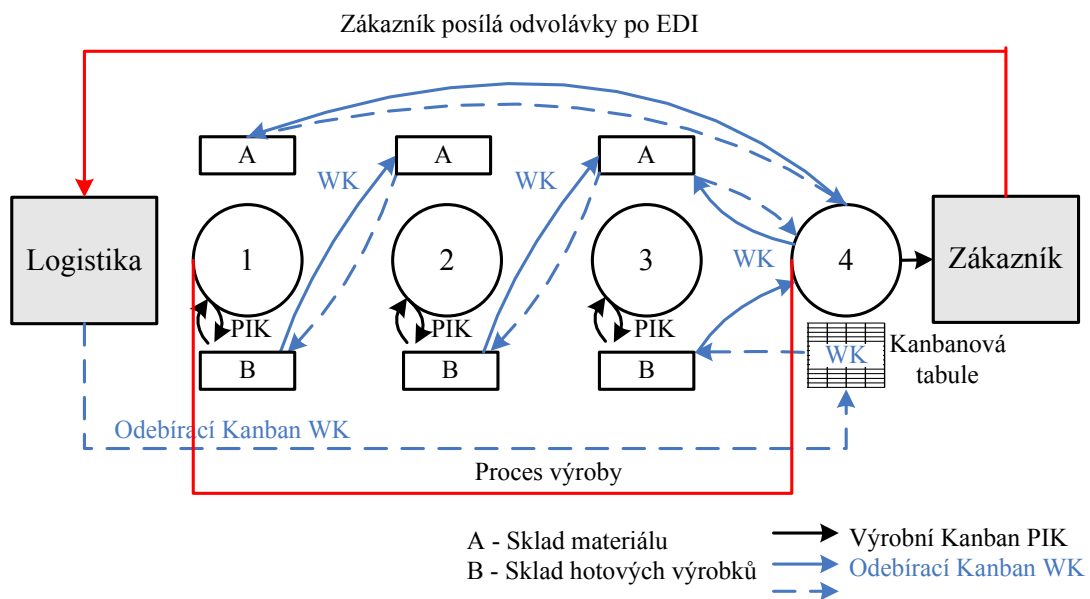 Zákazník posílá odvolávky po EDI
A
A
A
WK
WK
Logistika
1
2
3
WK
4
Zákazník
PIK
PIK
PIK
B
B
B
WK
Kanbanová
tabule
Odebírací Kanban WK
Proces výroby
A - Sklad materiálu
B - Sklad hotových výrobků
Výrobní Kanban PIK
Odebírací Kanban WK